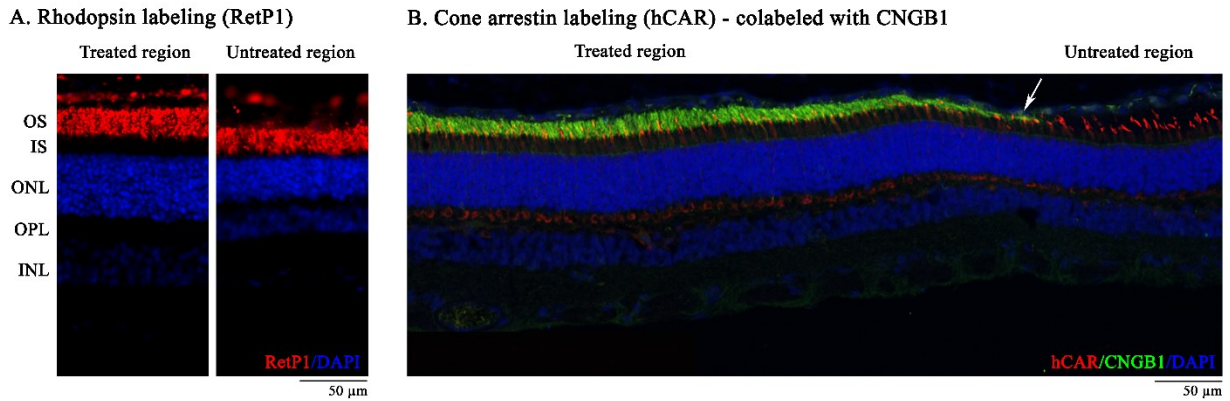 A. Rhodopsin labeling (RetP1)
Treated region
Untreated region
OS
IS
ONL
OPL
INL
RetP1/DAPI
50 µm
B. Cone arrestin labeling (hCAR) - colabeled with CNGB1
Treated region
Untreated region
hCAR/CNGB1/DAPI
50 µm